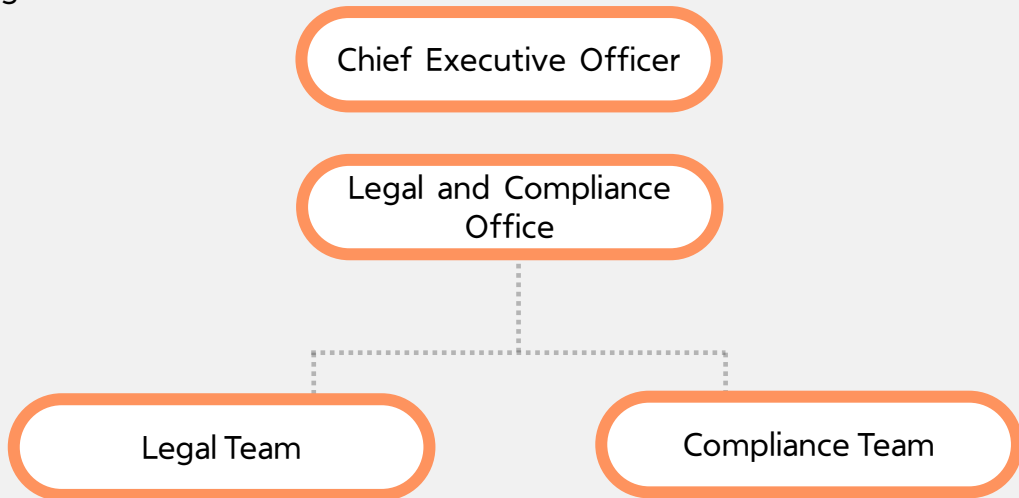 Chief Executive Officer
Legal and Compliance
Office
Legal Team
Compliance Team